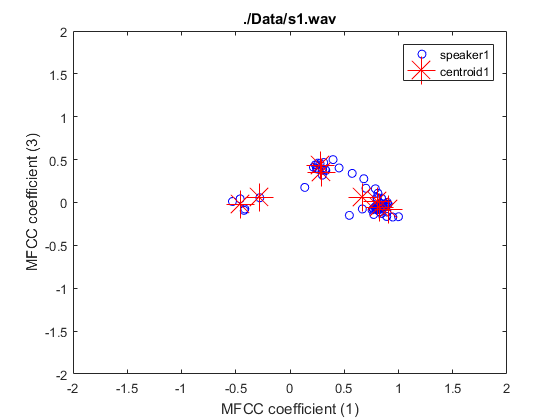 ./Data/s1.wav
2
1.5
1
0.5
0
-0.5
-1
-1.5
-2
MFCC coefficient (3)
speaker1
centroid1
-2 -1.5 -1 -0.5 0 0.5 1 1.5 2
MFCC coefficient (1)